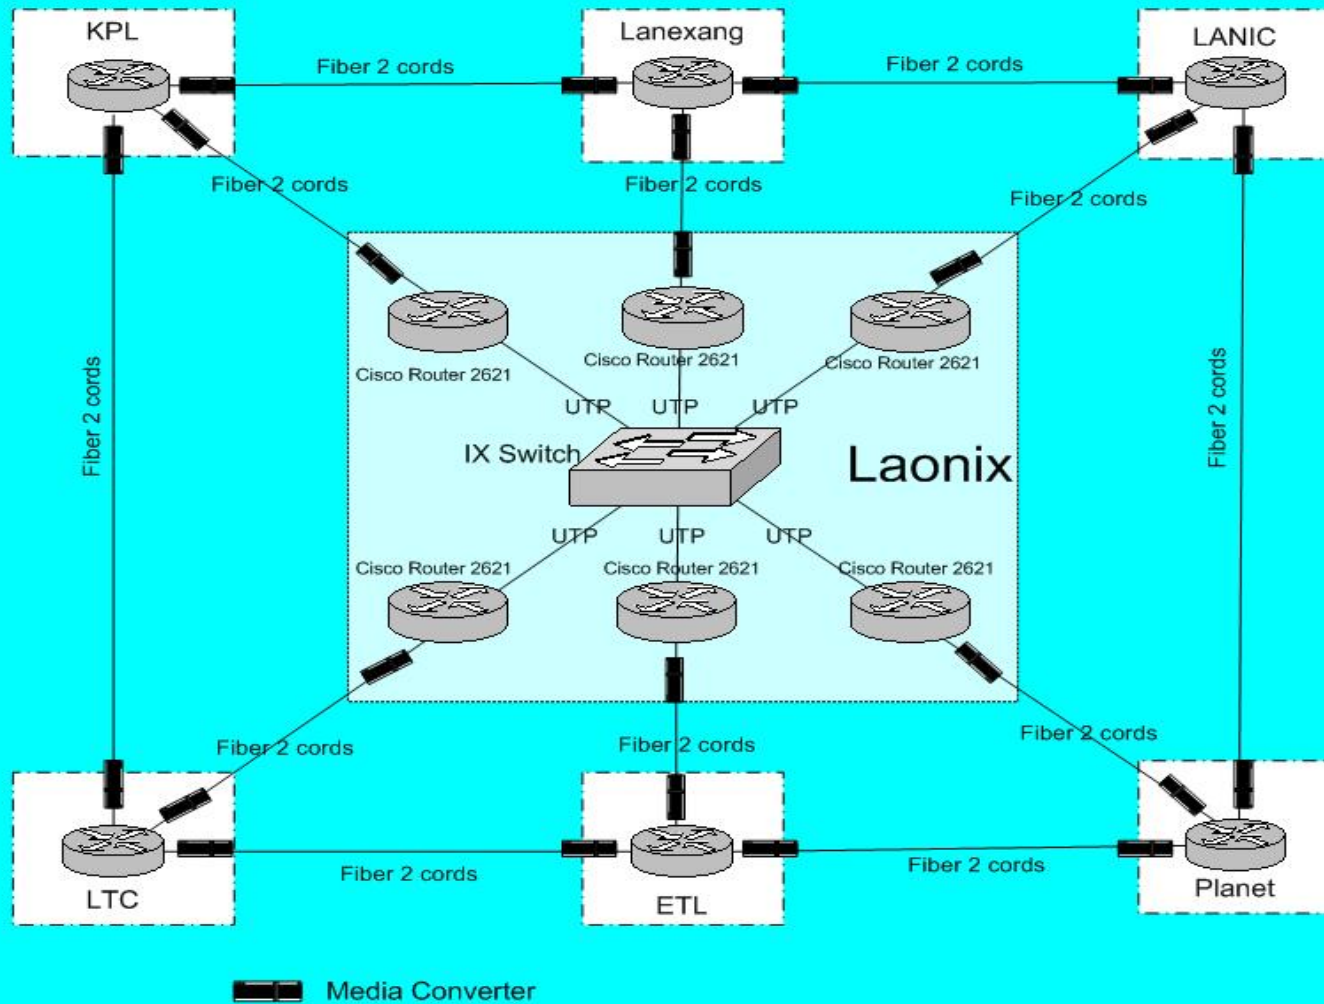 KPL
Lanexang
LANIC
Fiber 2 cords
Fiber 2 cords
Fiber 2 cords
Fiber 2 cords
Fiber 2 cords
Cisco Router 2621
Cisco Router 2621
Cisco Router 2621
Fiber 2 cords
Fiber 2 cords
UTP
UTP
UTP
IX Switch
Laonix
UTP
UTP
UTP
Cisco Router 2621
Cisco Router 2621
Cisco Router 2621
Fiber 2 cords
Fiber 2 cords
Fiber 2 cords
Fiber 2 cords
Fiber 2 cords
LTC
ETL
Planet
Media Converter